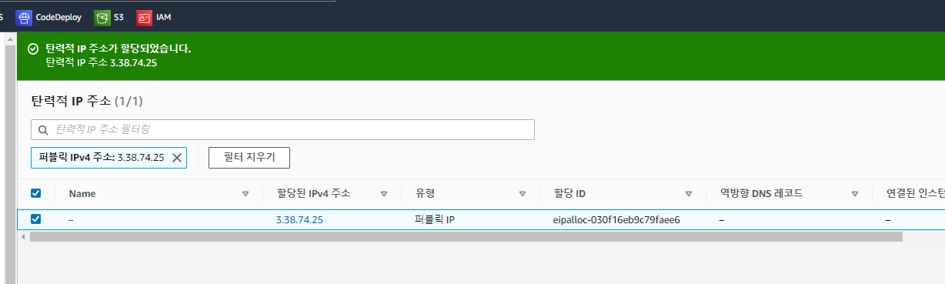 S CodeDeploy S3 IAM
탄력적 IP 주소가 할당되었습니다.
탄력적 IP 주소 3.38.74.25
탄력적 IP 주소 (1/1)
탄력적 IP 주소 필터링
퍼블릭 IPv4 주소: 3.38.74.25 필터 지우기
Name 할당된 IPv4 주소 유형 할당 ID 역방향 DNS 레코드 연결된 인스턴
– 3.38.74.25 퍼블릭 IP eipalloc-030f16eb9c79faee6 – –